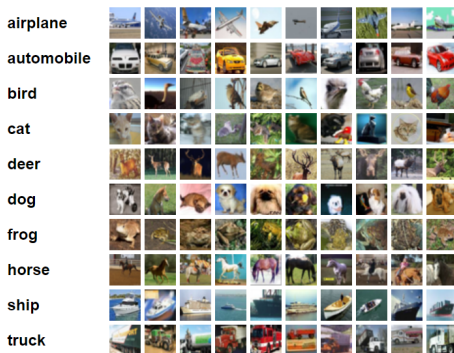 airplane
automobile
bird
cat
deer
dog
frog
horse
ship
truck